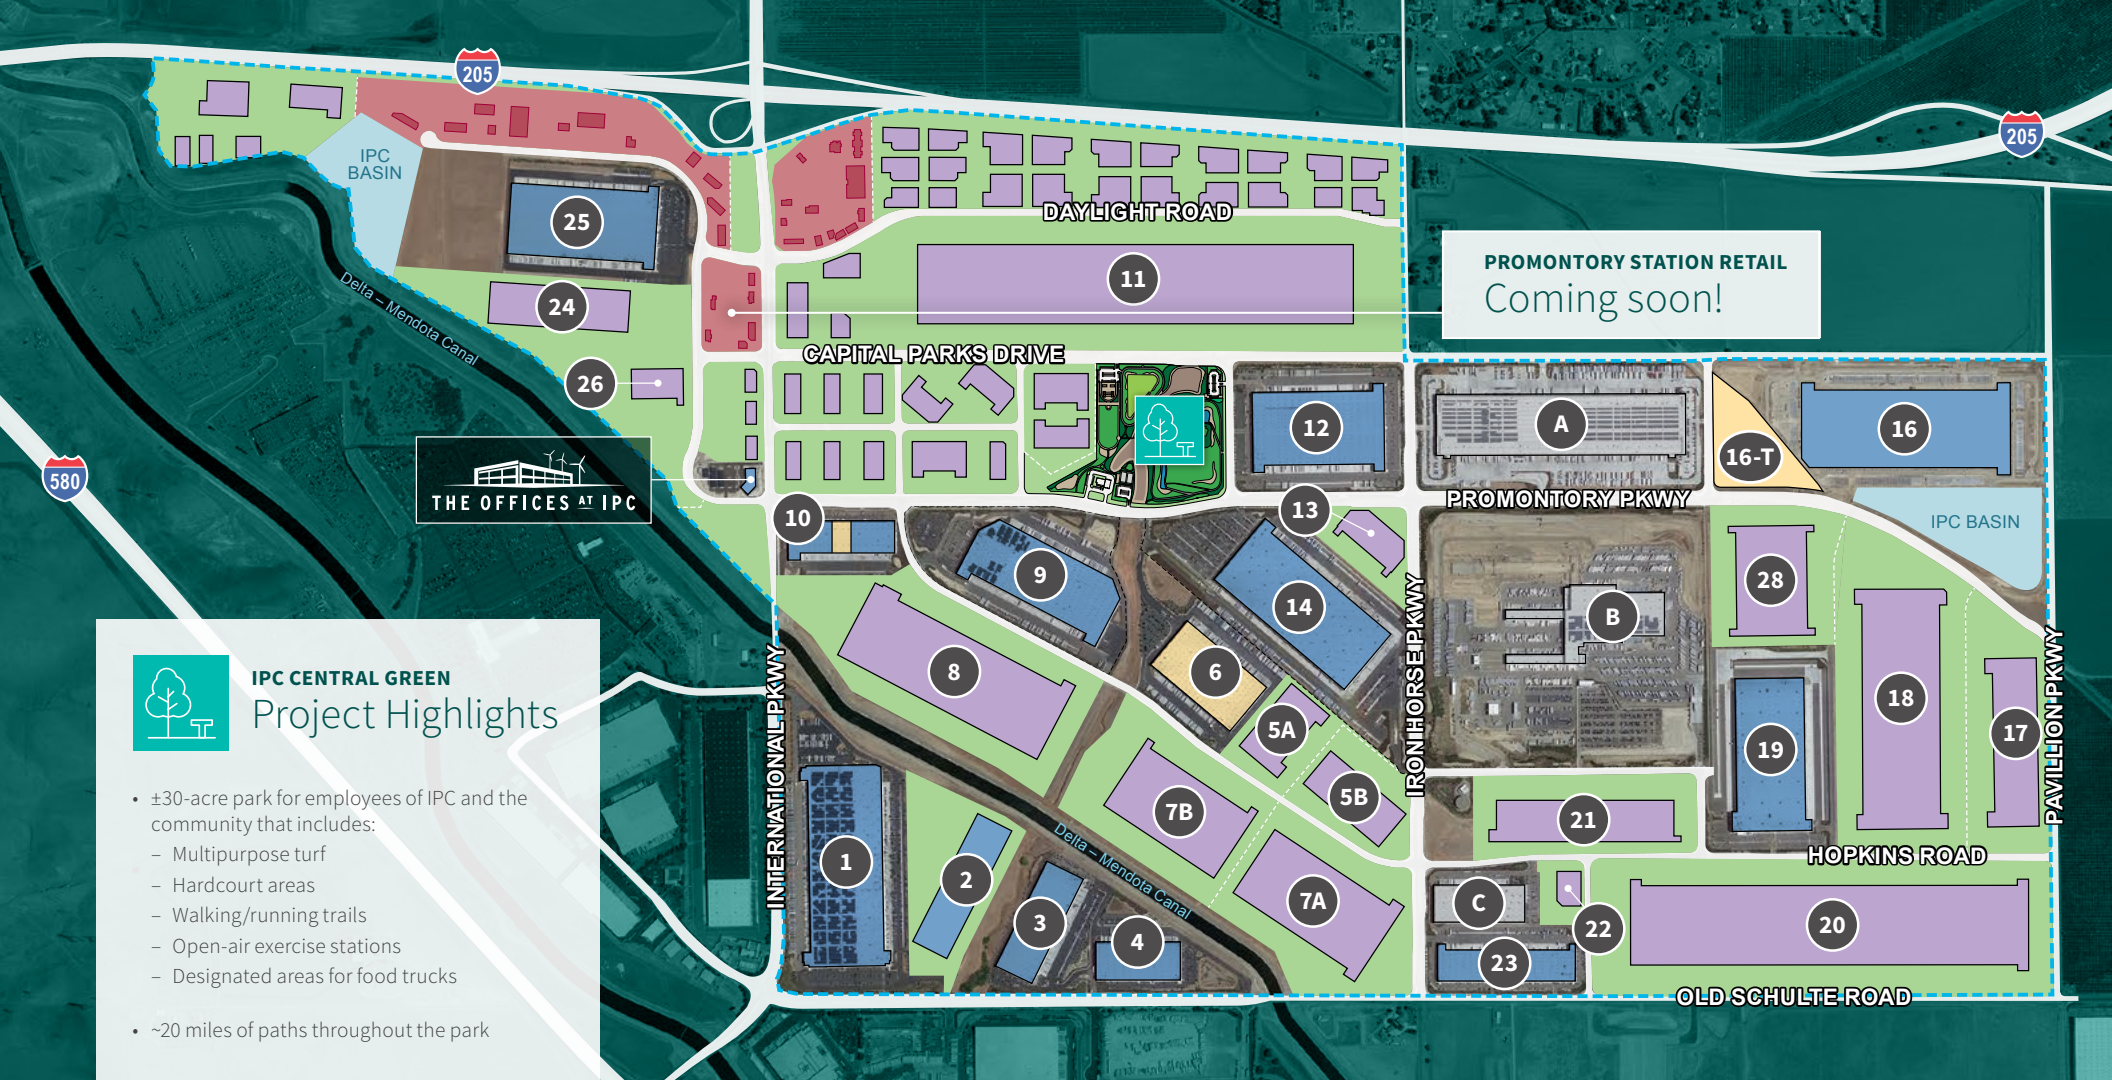 205
205
IPC
BASIN
25
DAYLIGHT ROAD
Delta – Mendota Canal
24
11
PROMONTORY STATION RETAIL
Coming soon!
CAPITAL PARKS DRIVE
26
12
A
16-T
16
580
THE OFFICES AT IPC
PROMONTORY PKWY
10
13
IPC BASIN
9
14
28
B
IRON HORSE PKWY
8
6
5A
18
17
19
PAVILLION PKWY
INTERNATIONAL PKWY
IPC CENTRAL GREEN
Project Highlights
• ±30-acre park for employees of IPC and the
community that includes:
– Multipurpose turf
– Hardcourt areas
– Walking/running trails
– Open-air exercise stations
– Designated areas for food trucks
• ~20 miles of paths throughout the park
7B
5B
21
1
2
Delta – Mendota Canal
HOPKINS ROAD
3
4
7A
C
22
20
23
OLD SCHULTE ROAD